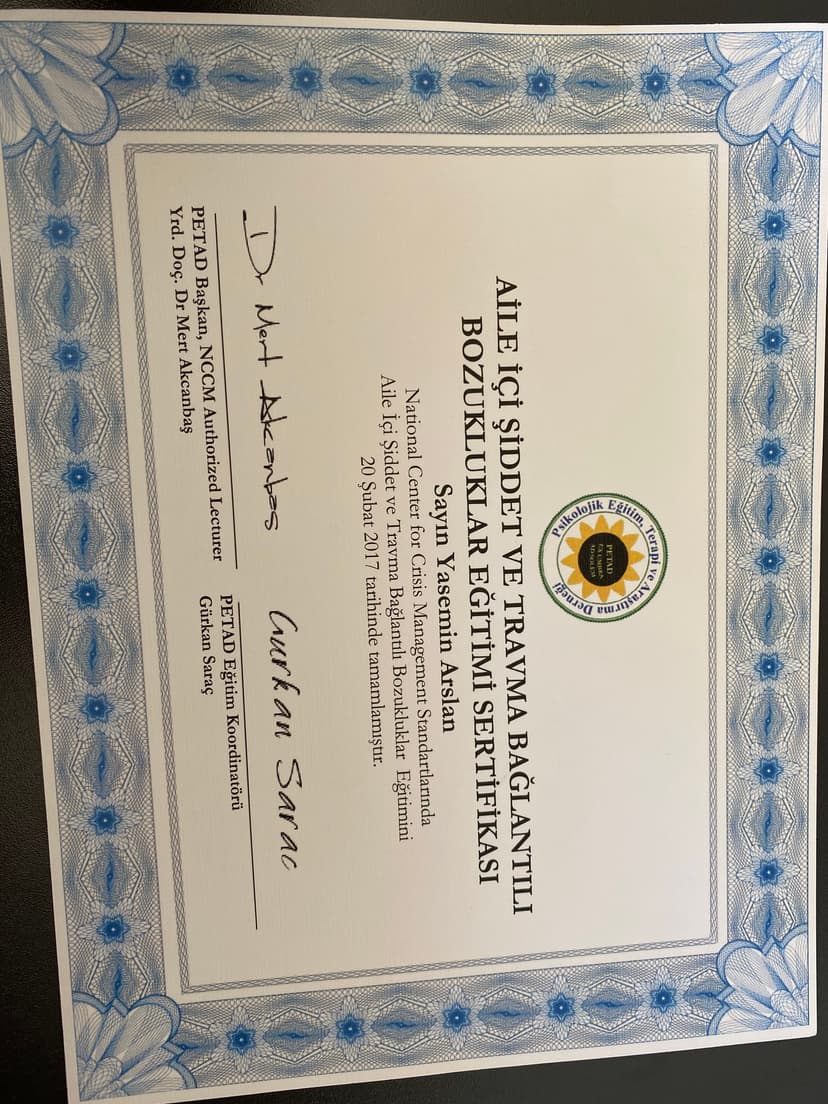 Psikolojik Eğitim, Terapi ve Araştırma Derneği
PETAD
AİLE İÇİ ŞİDDET VE TRAVMA BAĞLANTILI
BOZUKLUKLAR EĞİTİMİ SERTİFİKASI
Sayın Yasemin Arslan
National Center for Crisis Management Standartlarında
Aile İçi Şiddet ve Travma Bağlantılı Bozukluklar Eğitimini
20 Şubat 2017 tarihinde tamamlamıştır.
Dr Mert Akcanbaş
PETAD Başkan, NCCM Authorized Lecturer
Yrd. Doç. Dr Mert Akcanbaş
Gurkan Sarac
PETAD Eğitim Koordinatörü
Gürkan Saraç